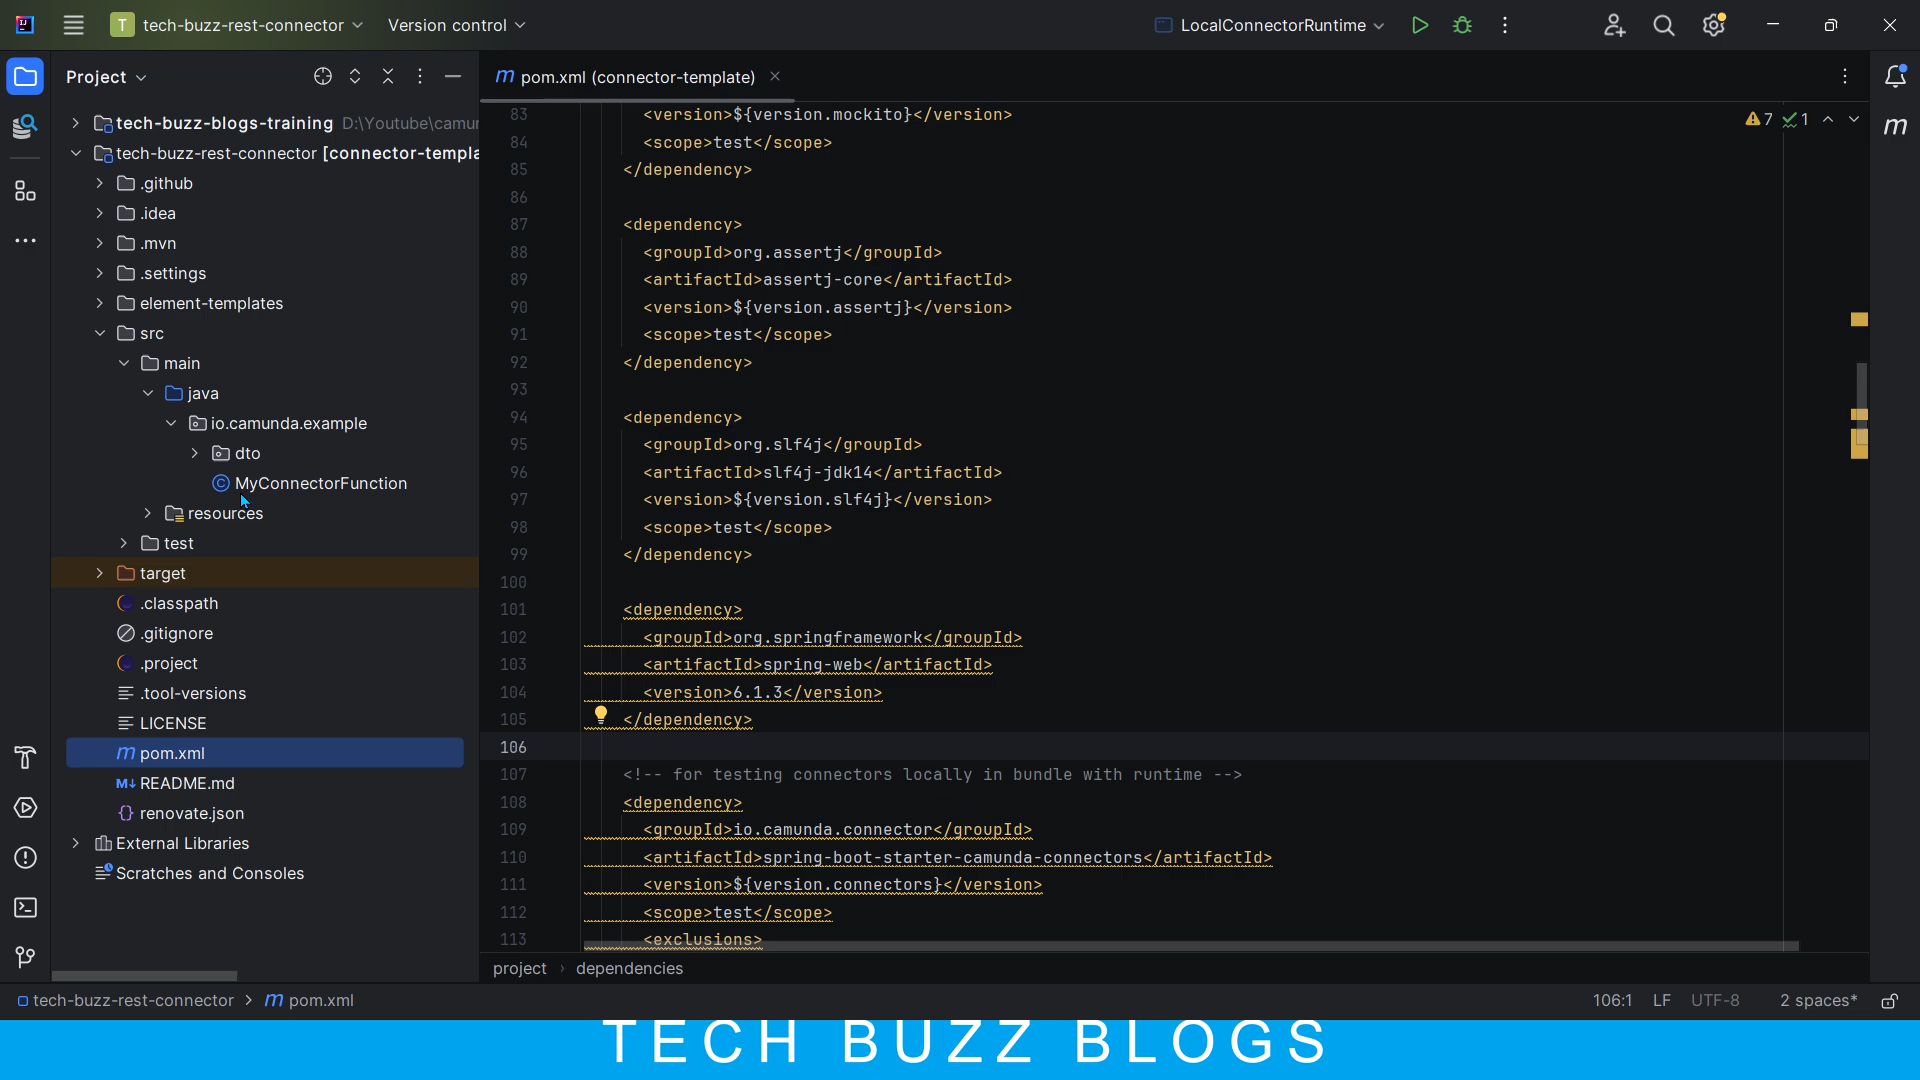 T tech-buzz-rest-connector Version control LocalConnectorRuntime
Project
tech-buzz-blogs-training D:\Youtube\camur
tech-buzz-rest-connector [connector-templa
.github
.idea
.mvn
.settings
element-templates
src
main
java
io.camunda.example
dto
MyConnectorFunction
resources
test
target
.classpath
.gitignore
.project
.tool-versions
LICENSE
m pom.xml
M↓ README.md
{} renovate.json
External Libraries
Scratches and Consoles
m pom.xml (connector-template)
7 1
m
83 <version>${version.mockito}</version>
84 <scope>test</scope>
85 </dependency>
86
87 <dependency>
88 <groupId>org.assertj</groupId>
89 <artifactId>assertj-core</artifactId>
90 <version>${version.assertj}</version>
91 <scope>test</scope>
92 </dependency>
93
94 <dependency>
95 <groupId>org.slf4j</groupId>
96 <artifactId>slf4j-jdk14</artifactId>
97 <version>${version.slf4j}</version>
98 <scope>test</scope>
99 </dependency>
100
101 <dependency>
102 <groupId>org.springframework</groupId>
103 <artifactId>spring-web</artifactId>
104 <version>6.1.3</version>
105 </dependency>
106
107 <!-- for testing connectors locally in bundle with runtime -->
108 <dependency>
109 <groupId>io.camunda.connector</groupId>
110 <artifactId>spring-boot-starter-camunda-connectors</artifactId>
111 <version>${version.connectors}</version>
112 <scope>test</scope>
113 <exclusions>
project › dependencies
tech-buzz-rest-connector > m pom.xml 106:1 LF UTF-8 2 spaces*
TECH BUZZ BLOGS